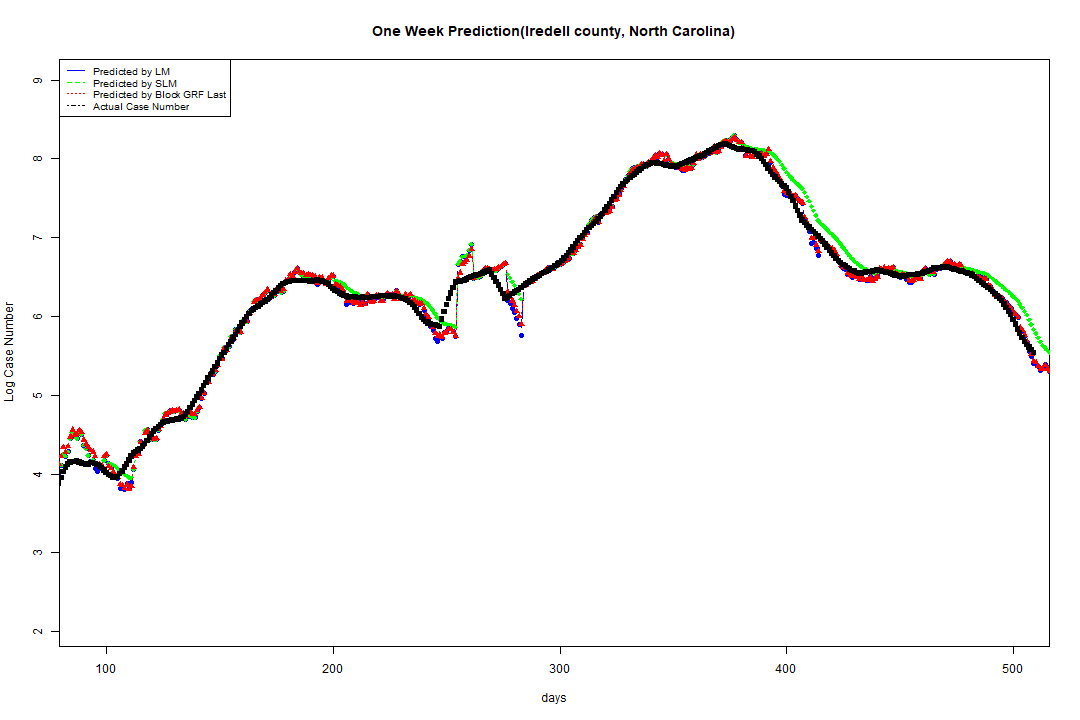 One Week Prediction(Iredell county, North Carolina)
Predicted by LM
Predicted by SLM
Predicted by Block GRF Last
Actual Case Number
Log Case Number
9
8
7
6
5
4
3
2
100 200 300 400 500
days